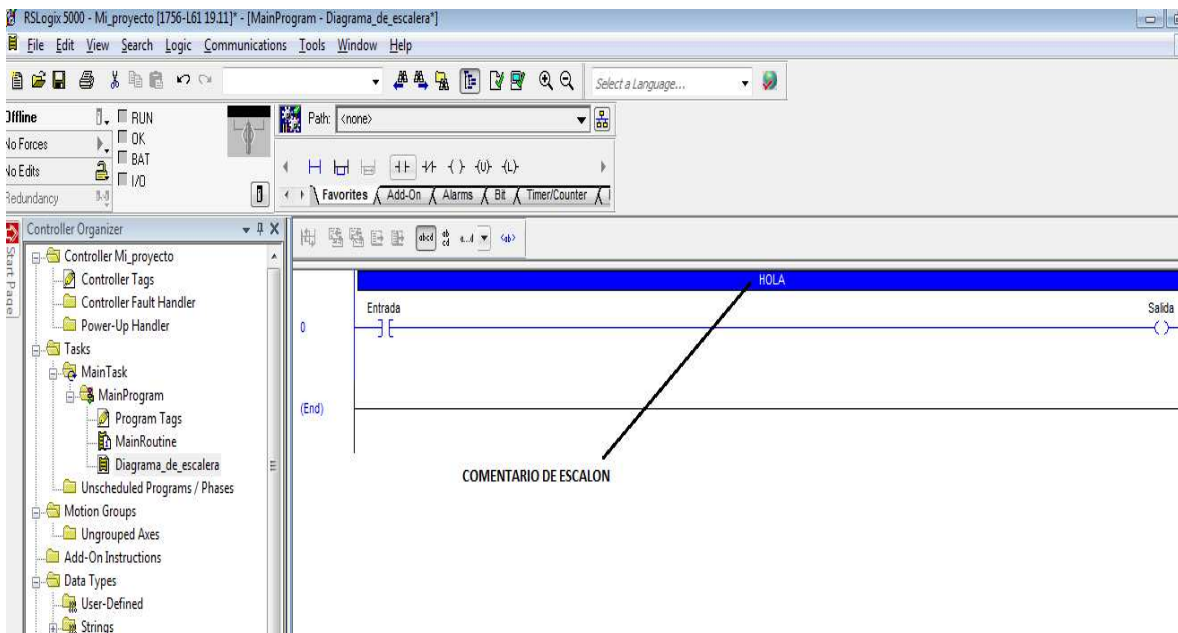 RSLogix 5000 - Mi_proyecto [1756-L61 19.11]* - [MainProgram - Diagrama_de_escalera*]
File Edit View Search Logic Communications Tools Window Help
Select a Language...
Offline
RUN
No Forces
OK
No Edits
BAT
Redundancy
I/O
Path: <none>
Favorites Add-On Alarms Bit Timer/Counter
Start Page
Controller Organizer
Controller Mi_proyecto
Controller Tags
Controller Fault Handler
Power-Up Handler
Tasks
MainTask
MainProgram
Program Tags
MainRoutine
Diagrama_de_escalera
Unscheduled Programs / Phases
Motion Groups
Ungrouped Axes
Add-On Instructions
Data Types
User-Defined
Strings
HOLA
Entrada
Salida
0
(End)
COMENTARIO DE ESCALON